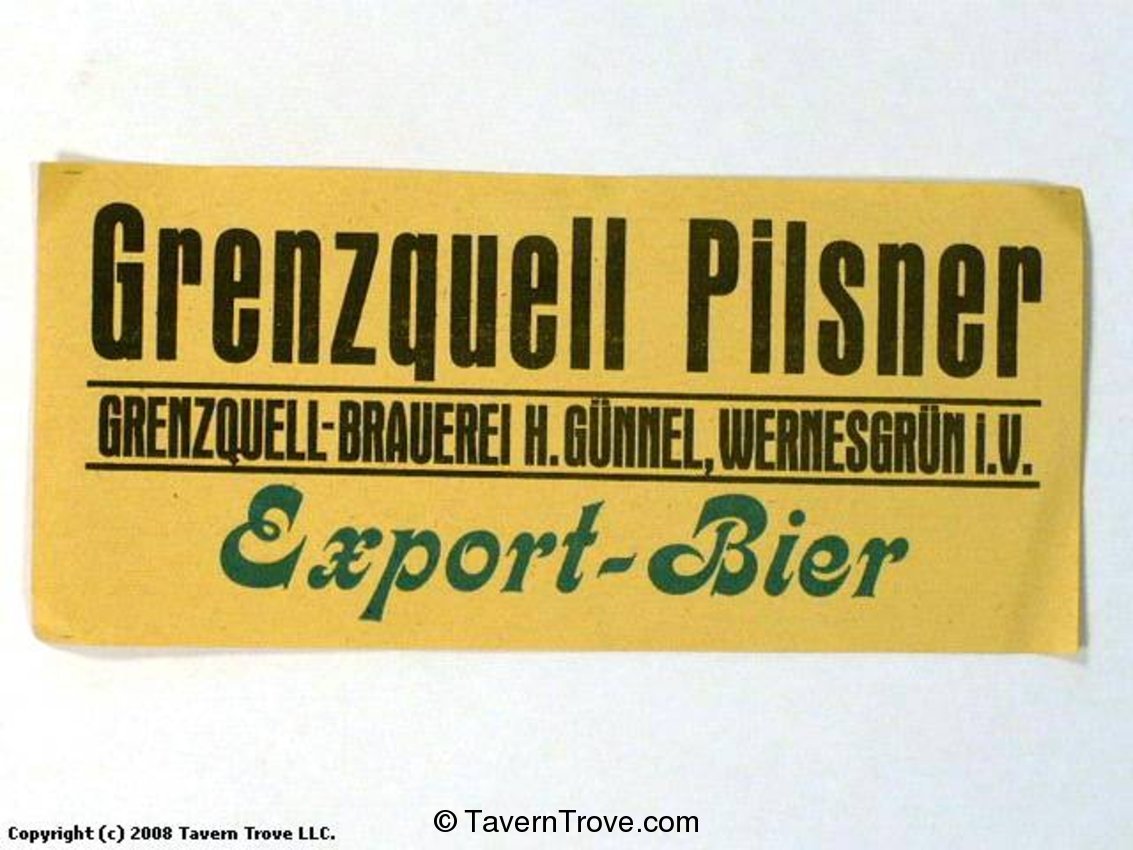 Grenzquell Pilsner
GRENZQUELL-BRAUEREI H. GÜNNEL, WERNESGRÜN i.V.
Export-Bier
Copyright (c) 2008 Tavern Trove LLC.
© TavernTrove.com